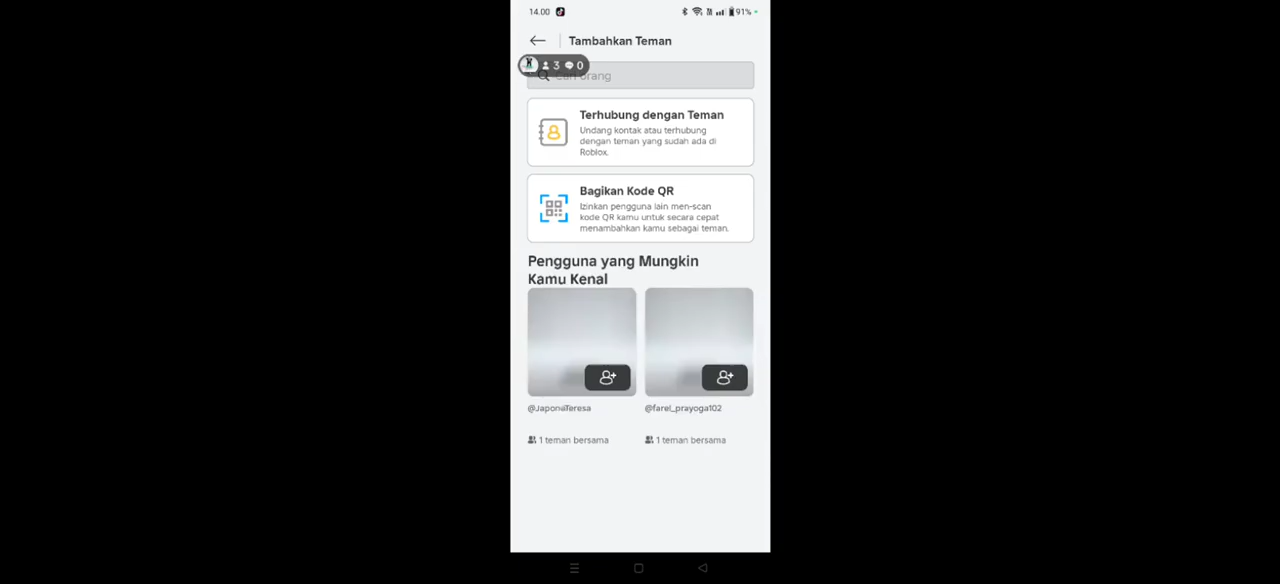 14.00 91%
Tambahkan Teman
3 0
Cari orang
Terhubung dengan Teman
Undang kontak atau terhubung
dengan teman yang sudah ada di
Roblox.
Bagikan Kode QR
Izinkan pengguna lain men-scan
kode QR kamu untuk secara cepat
menambahkan kamu sebagai teman.
Pengguna yang Mungkin
Kamu Kenal
@farel_prayoga102
1 teman bersama 1 teman bersama